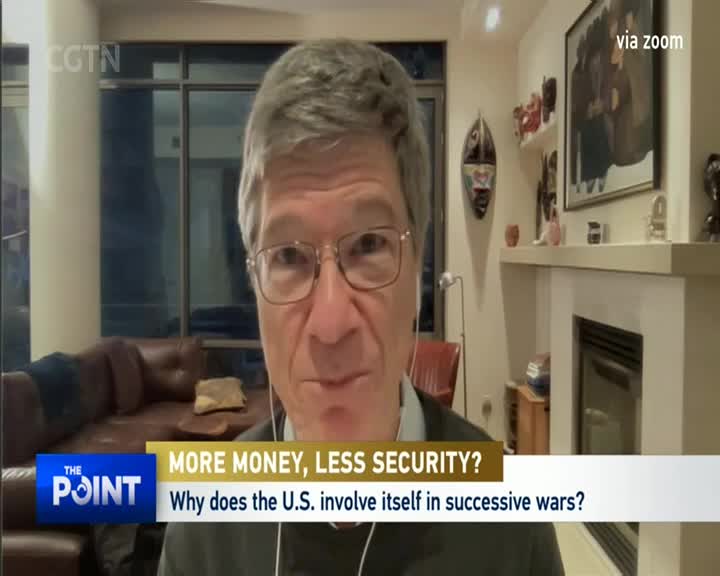 CGTN
via zoom
MORE MONEY, LESS SECURITY?
THE
POINT
Why does the U.S. involve itself in successive wars?